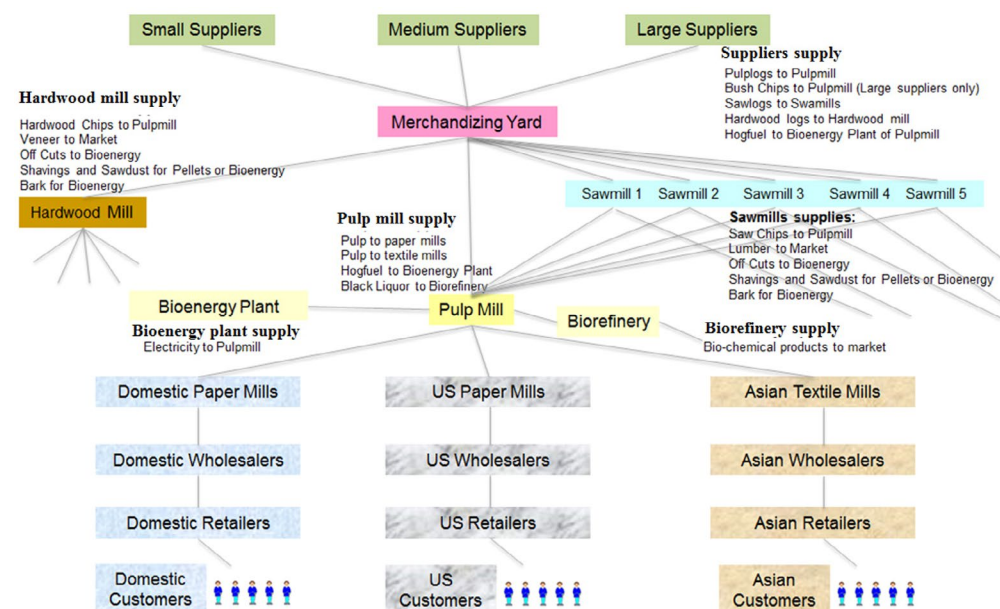 Small Suppliers
Medium Suppliers
Large Suppliers
Suppliers supply
Pulplogs to Pulpmill
Bush Chips to Pulpmill (Large suppliers only)
Sawlogs to Swamills
Hardwood logs to Hardwood mill
Hogfuel to Bioenergy Plant of Pulpmill
Hardwood mill supply
Hardwood Chips to Pulpmill
Veneer to Market
Off Cuts to Bioenergy
Shavings and Sawdust for Pellets or Bioenergy
Bark for Bioenergy
Merchandizing Yard
Hardwood Mill
Sawmill 1
Sawmill 2
Sawmill 3
Sawmill 4
Sawmill 5
Pulp mill supply
Pulp to paper mills
Pulp to textile mills
Hogfuel to Bioenergy Plant
Black Liquor to Biorefinery
Sawmills supplies:
Saw Chips to Pulpmill
Lumber to Market
Off Cuts to Bioenergy
Shavings and Sawdust for Pellets or Bioenergy
Bark for Bioenergy
Bioenergy Plant
Pulp Mill
Biorefinery
Bioenergy plant supply
Electricity to Pulpmill
Biorefinery supply
Bio-chemical products to market
Domestic Paper Mills
US Paper Mills
Asian Textile Mills
Domestic Wholesalers
US Wholesalers
Asian Wholesalers
Domestic Retailers
US Retailers
Asian Retailers
Domestic
Customers
US
Customers
Asian
Customers